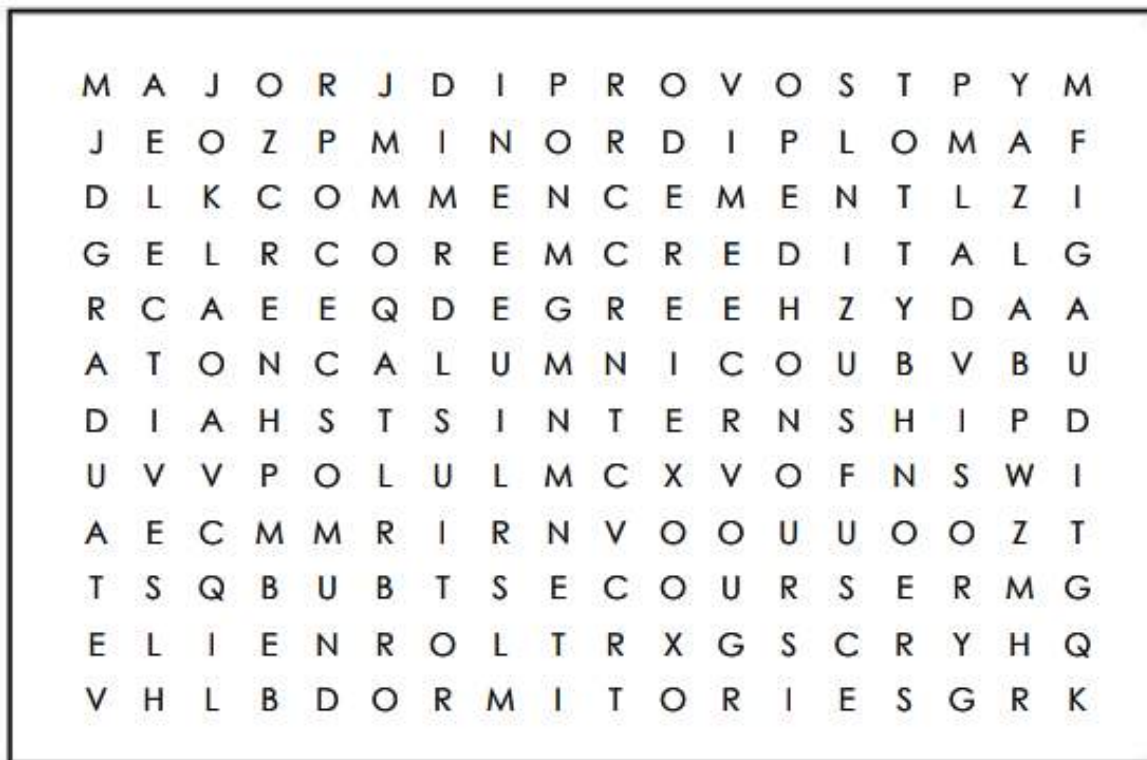 M A J O R J D I P R O V O S T P Y M
J E O Z P M I N O R D I P L O M A F
D L K C O M M E N C E M E N T L Z I
G E L R C O R E M C R E D I T A L G
R C A E E Q D E G R E E H Z Y D A A
A T O N C A L U M N I C O U B V B U
D I A H S T S I N T E R N S H I P D
U V V P O L U L M C X V O F N S W I
A E C M M R I R N V O O U U O O Z T
T S Q B U B T S E C O U R S E R M G
E L I E N R O L T R X G S C R Y H Q
V H L B D O R M I T O R I E S G R K